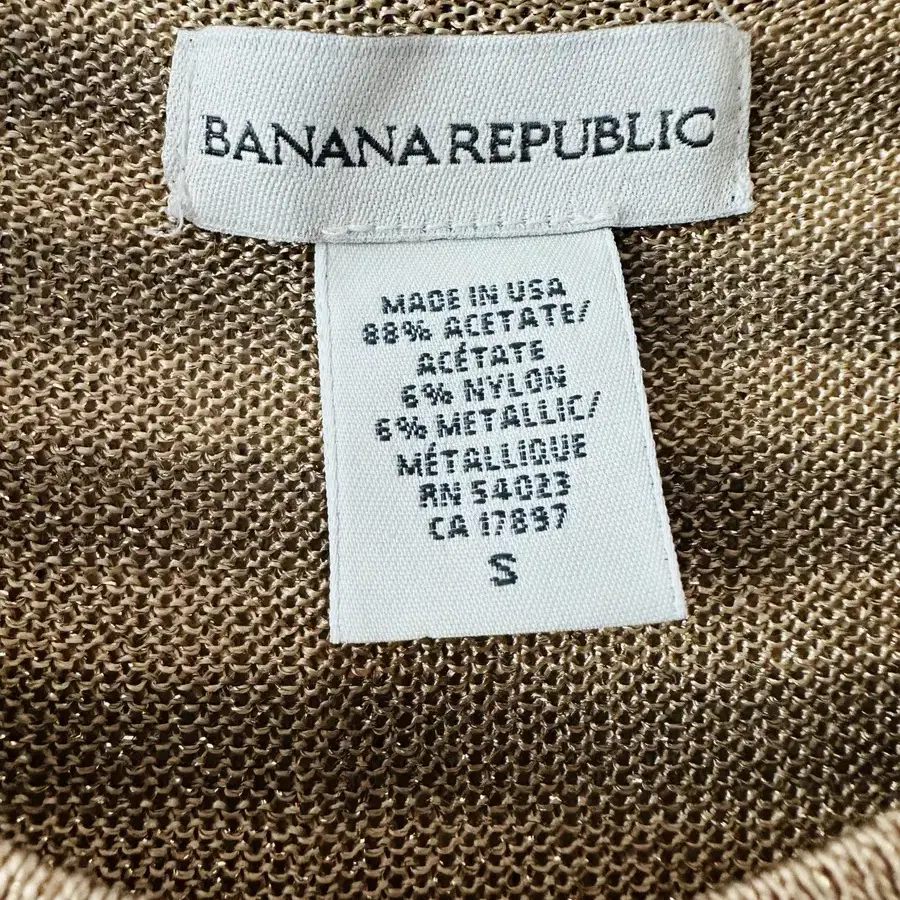 BANANA REPUBLIC
MADE IN USA
88% ACETATE/
ACÉTATE
6% NYLON
6% METALLIC/
MÉTALLIQUE
RN 54023
CA 17897
S